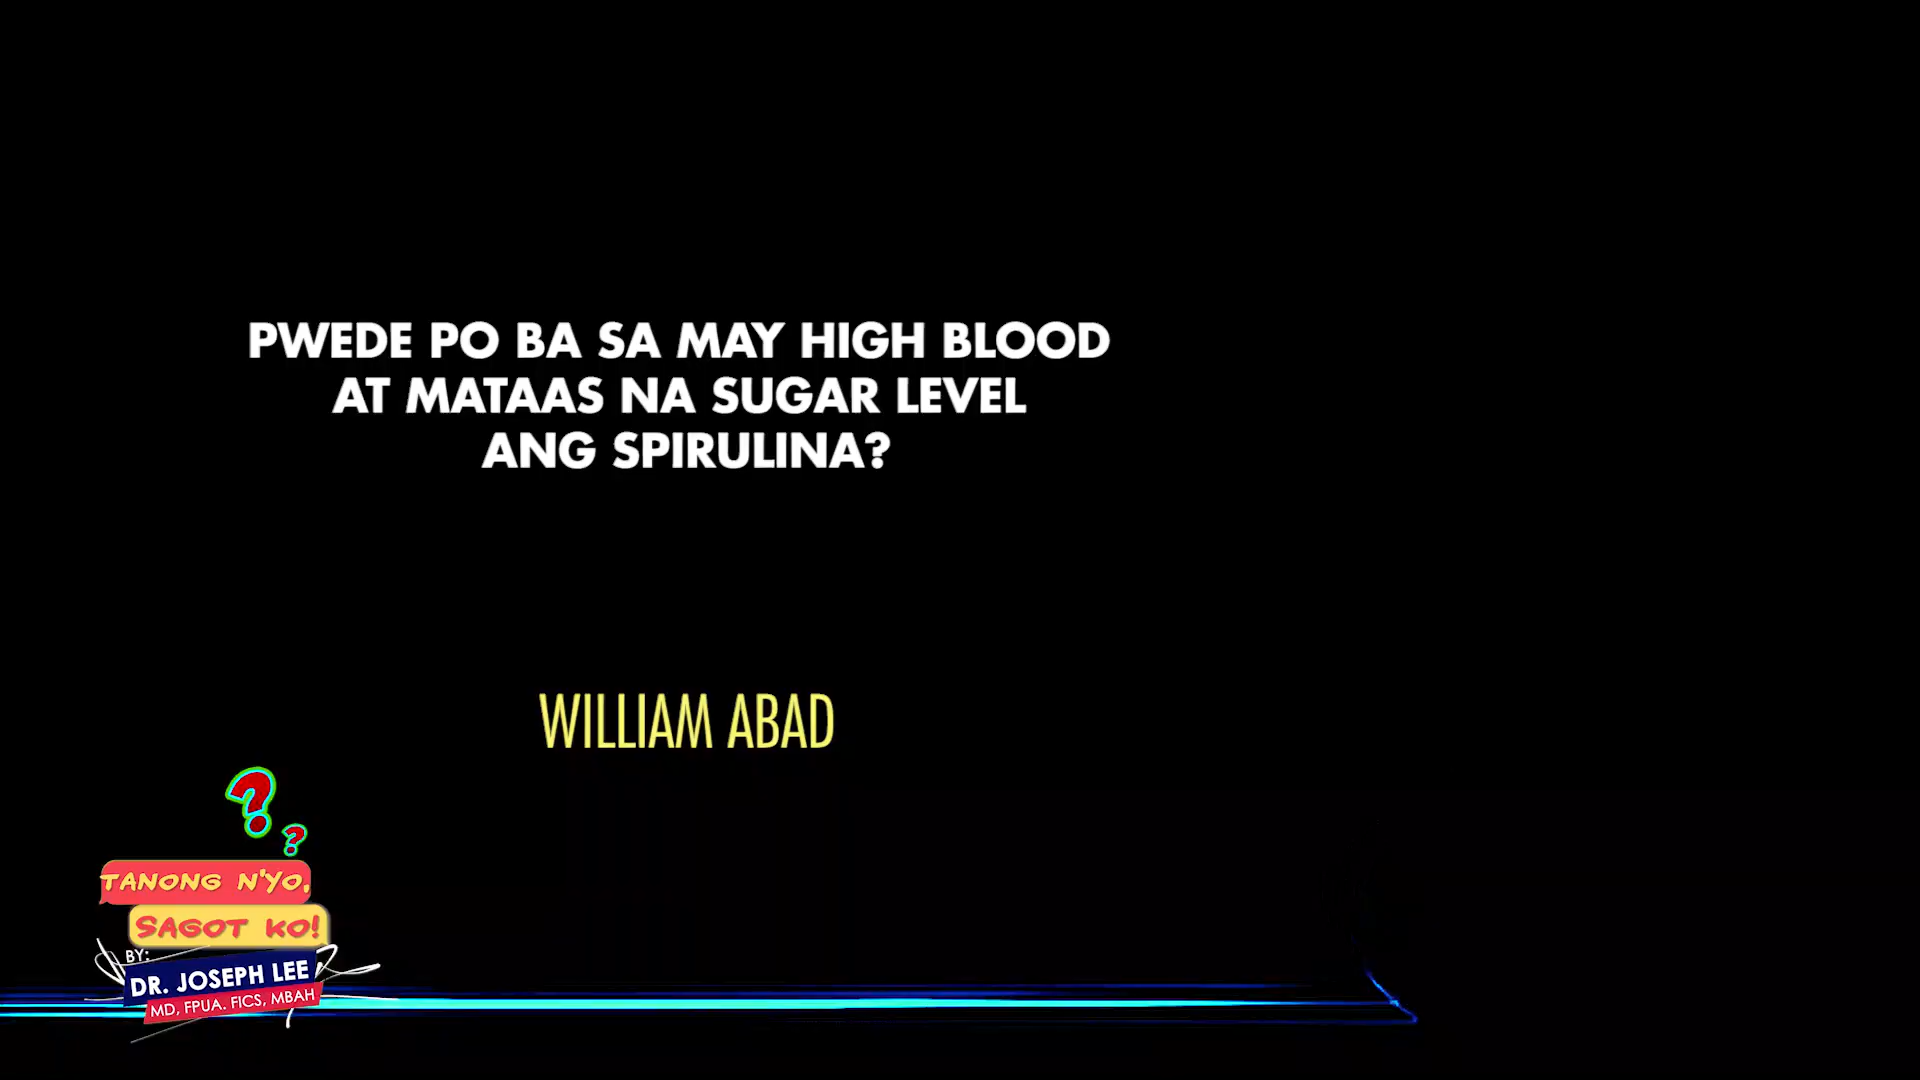 PWEDE PO BA SA MAY HIGH BLOOD
AT MATAAS NA SUGAR LEVEL
ANG SPIRULINA?
WILLIAM ABAD
??
TANONG N'YO,
SAGOT KO!
BY:
DR. JOSEPH LEE
MD, FPUA. FICS, MBAH